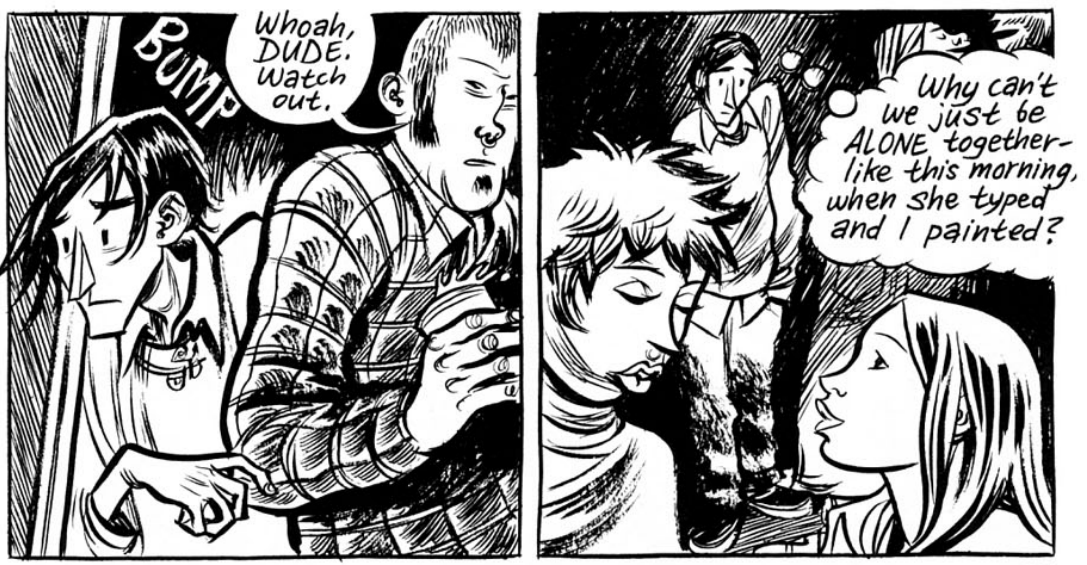 BUMP
Whoah,
DUDE.
Watch
out.
Why can't
we just be
ALONE together-
like this morning,
when she typed
and I painted?